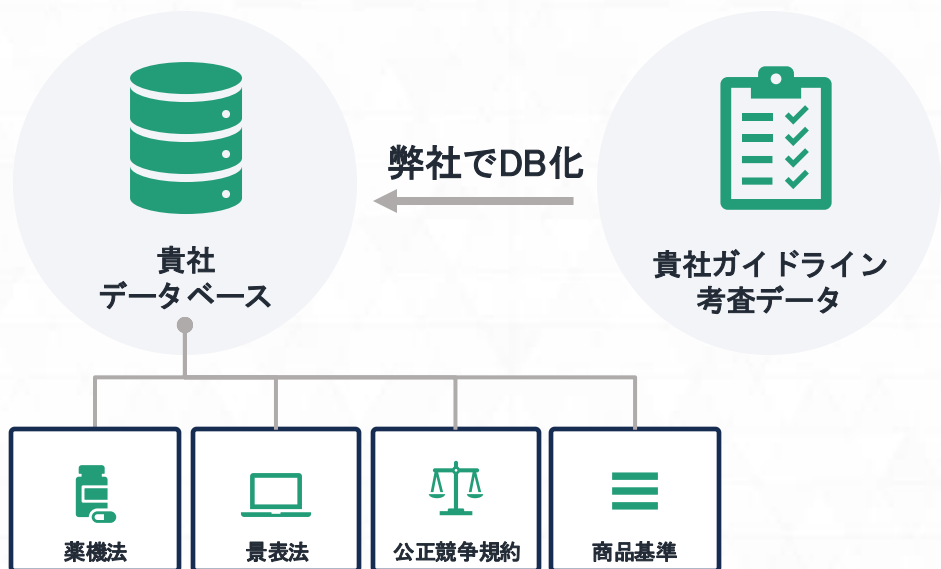 弊社でDB化
貴社
データベース
貴社ガイドライン
考査データ
薬機法
景表法
公正競争規約
商品基準